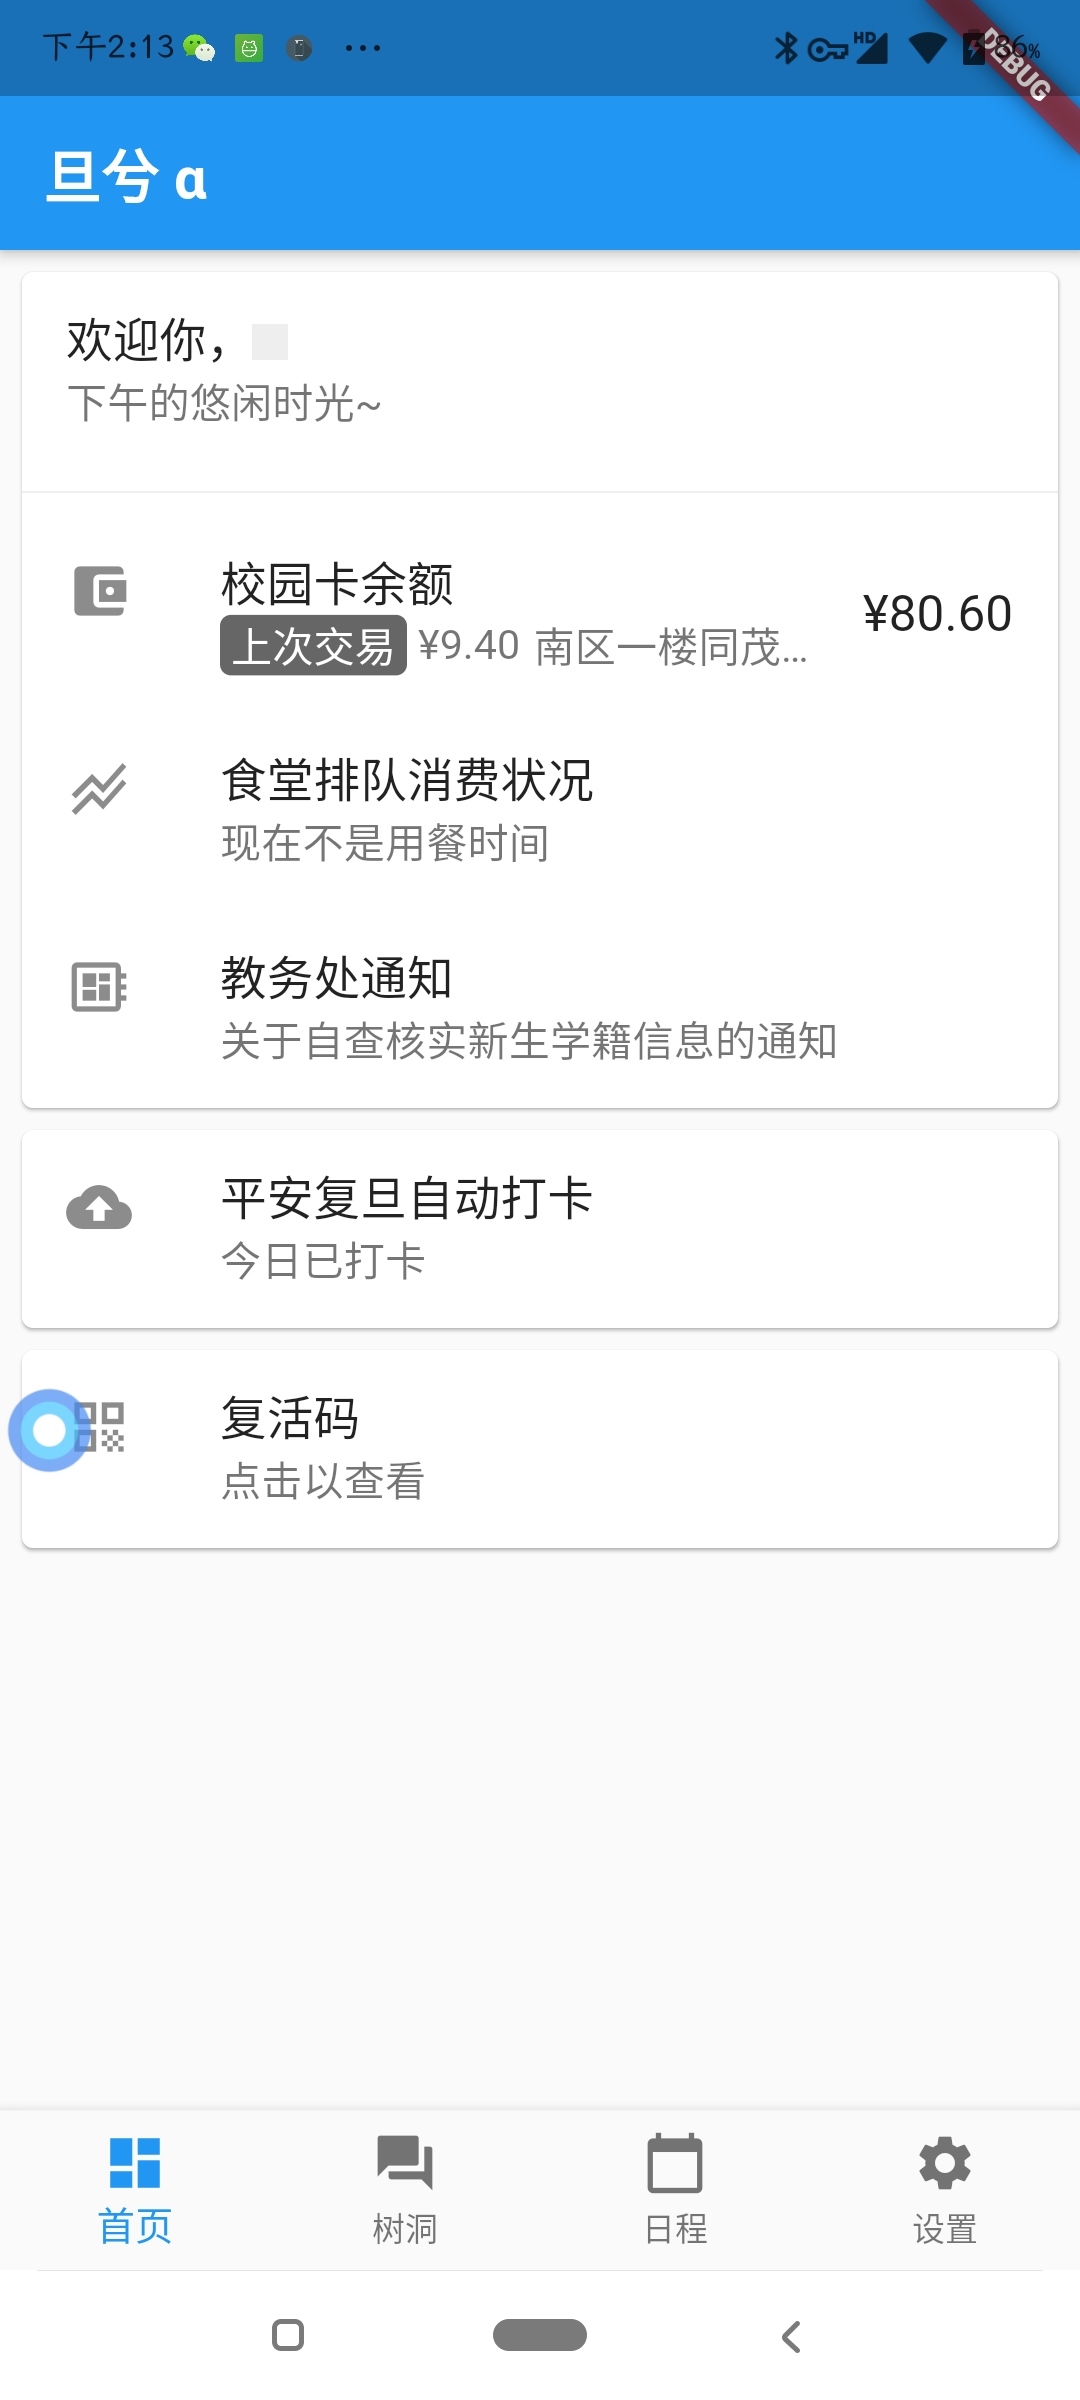 下午2:13
HD
86%
DEBUG
旦兮 α
欢迎你，
下午的悠闲时光~
校园卡余额
上次交易 ¥9.40 南区一楼同茂...
¥80.60
食堂排队消费状况
现在不是用餐时间
教务处通知
关于自查核实新生学籍信息的通知
平安复旦自动打卡
今日已打卡
复活码
点击以查看
首页
树洞
日程
设置